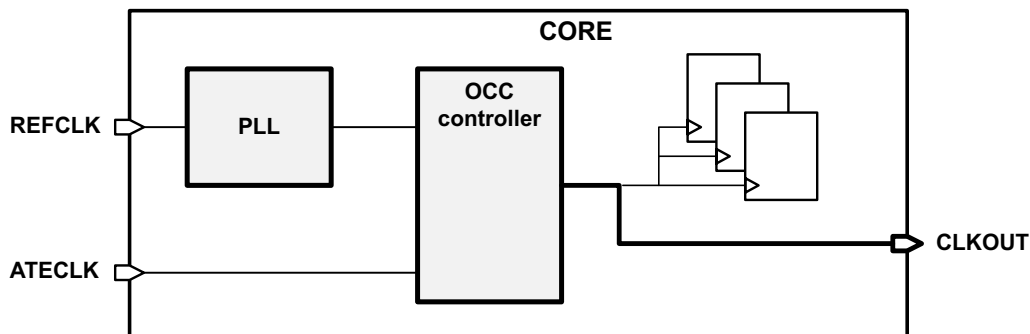 CORE
OCC
controller
REFCLK
PLL
CLKOUT
ATECLK